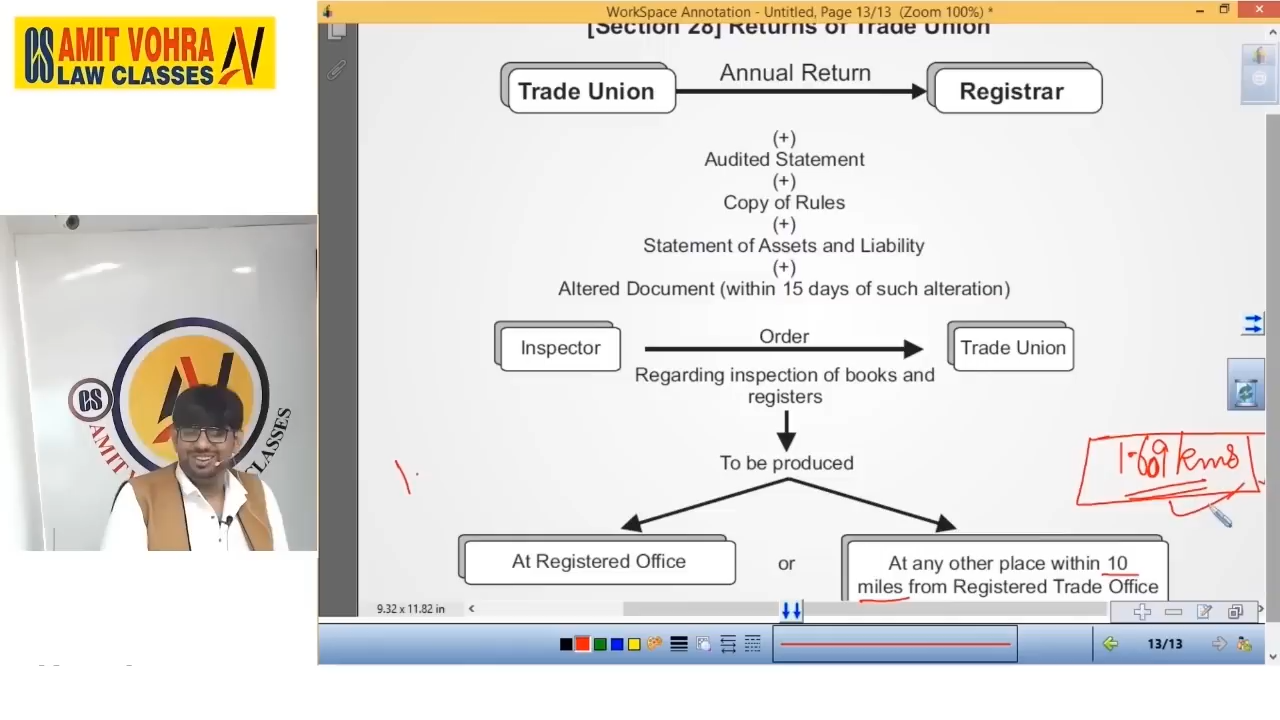 AMIT VOHRA
CS
LAW CLASSES
WorkSpace Annotation - Untitled, Page 13/13 (Zoom 100%) *
[Section 28] Returns of Trade Union
Trade Union
Annual Return
Registrar
(+)
Audited Statement
(+)
Copy of Rules
(+)
Statement of Assets and Liability
(+)
Altered Document (within 15 days of such alteration)
Inspector
Order
Trade Union
Regarding inspection of books and
registers
To be produced
At Registered Office
or
At any other place within 10
miles from Registered Trade Office
CS
AMIT
CLASSES
9.32 x 11.82 in
13/13